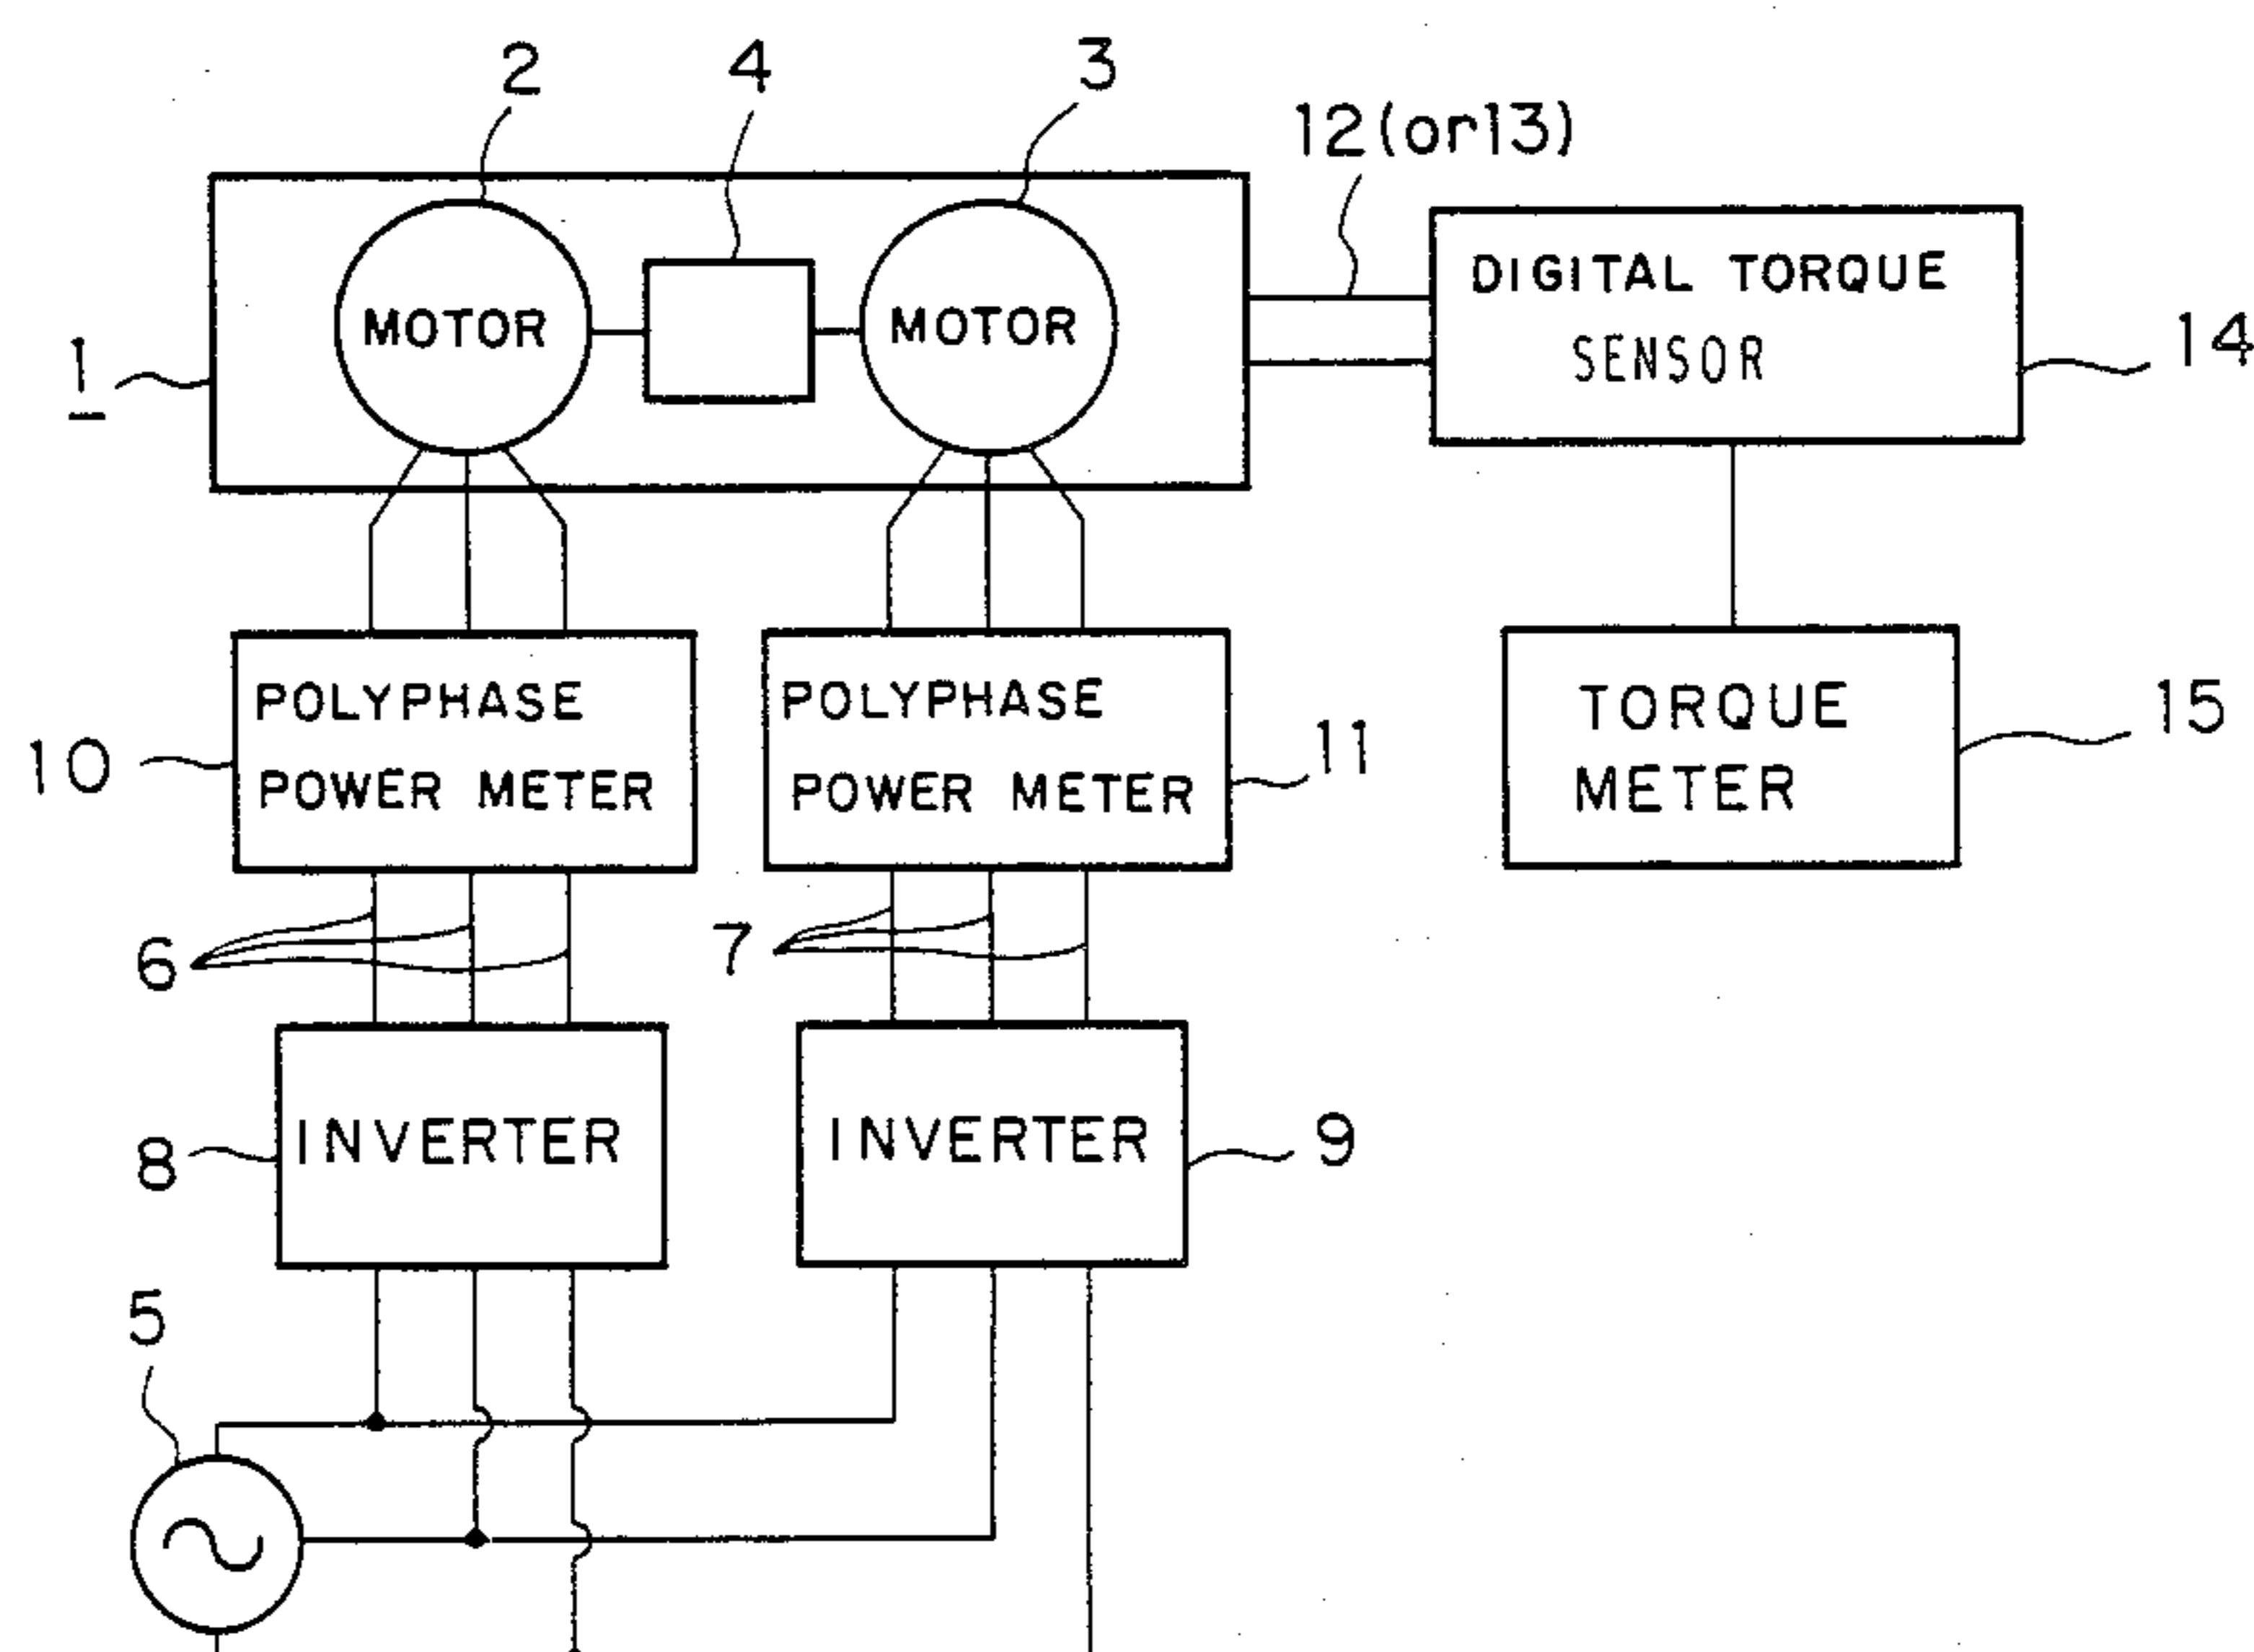 2
4
3
12(or13)
MOTOR
MOTOR
DIGITAL TORQUE
SENSOR
1
14
POLYPHASE
POWER METER
10
POLYPHASE
POWER METER
11
TORQUE
METER
15
6
7
INVERTER
8
INVERTER
9
5